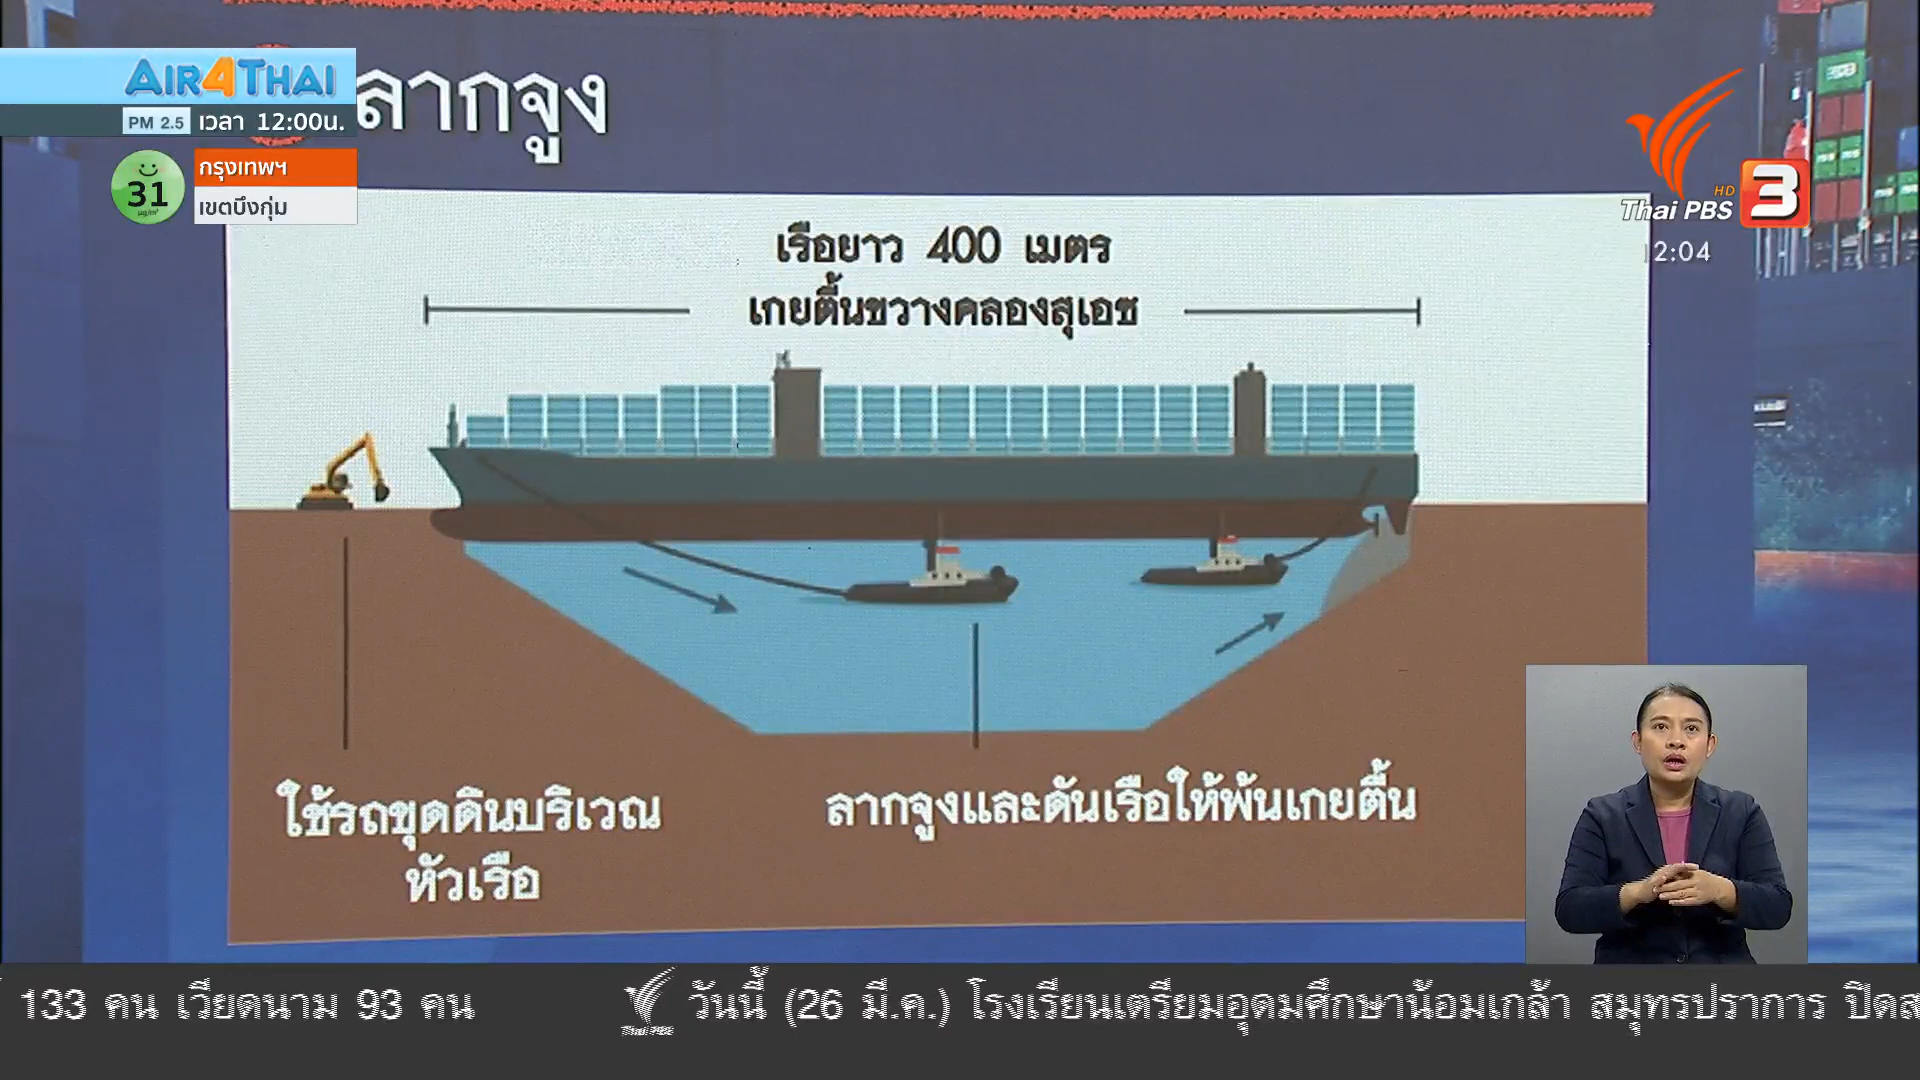 AIR4THAI
PM 2.5 เวลา 12:00น.
31
กรุงเทพฯ
เขตบึงกุ่ม
ลากจูง
HD
Thai PBS 3
12:04
เรือยาว 400 เมตร
เกยตื้นขวางคลองสุเอซ
ใช้รถขุดดินบริเวณ
หัวเรือ
ลากจูงและดันเรือให้พ้นเกยตื้น
133 คน เวียดนาม 93 คน
Thai PBS วันนี้ (26 มี.ค.) โรงเรียนเตรียมอุดมศึกษาน้อมเกล้า สมุทรปราการ